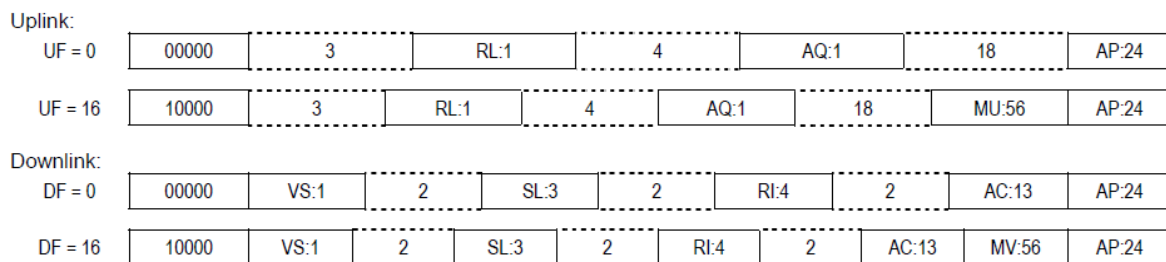 Uplink:
UF = 0 00000 3 RL:1 4 AQ:1 18 AP:24
UF = 16 10000 3 RL:1 4 AQ:1 18 MU:56 AP:24
Downlink:
DF = 0 00000 VS:1 2 SL:3 2 RI:4 2 AC:13 AP:24
DF = 16 10000 VS:1 2 SL:3 2 RI:4 2 AC:13 MV:56 AP:24